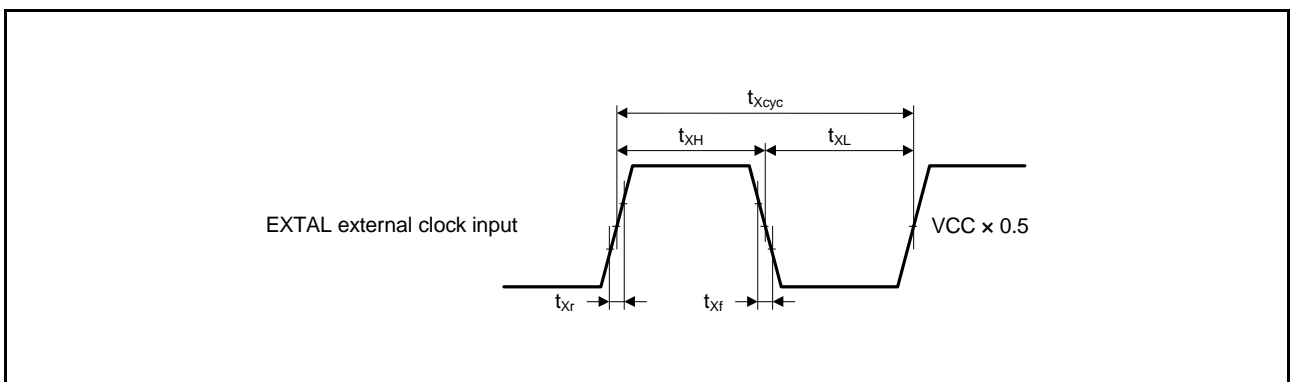 tXcyc
tXH
tXL
EXTAL external clock input
VCC × 0.5
tXr
tXf